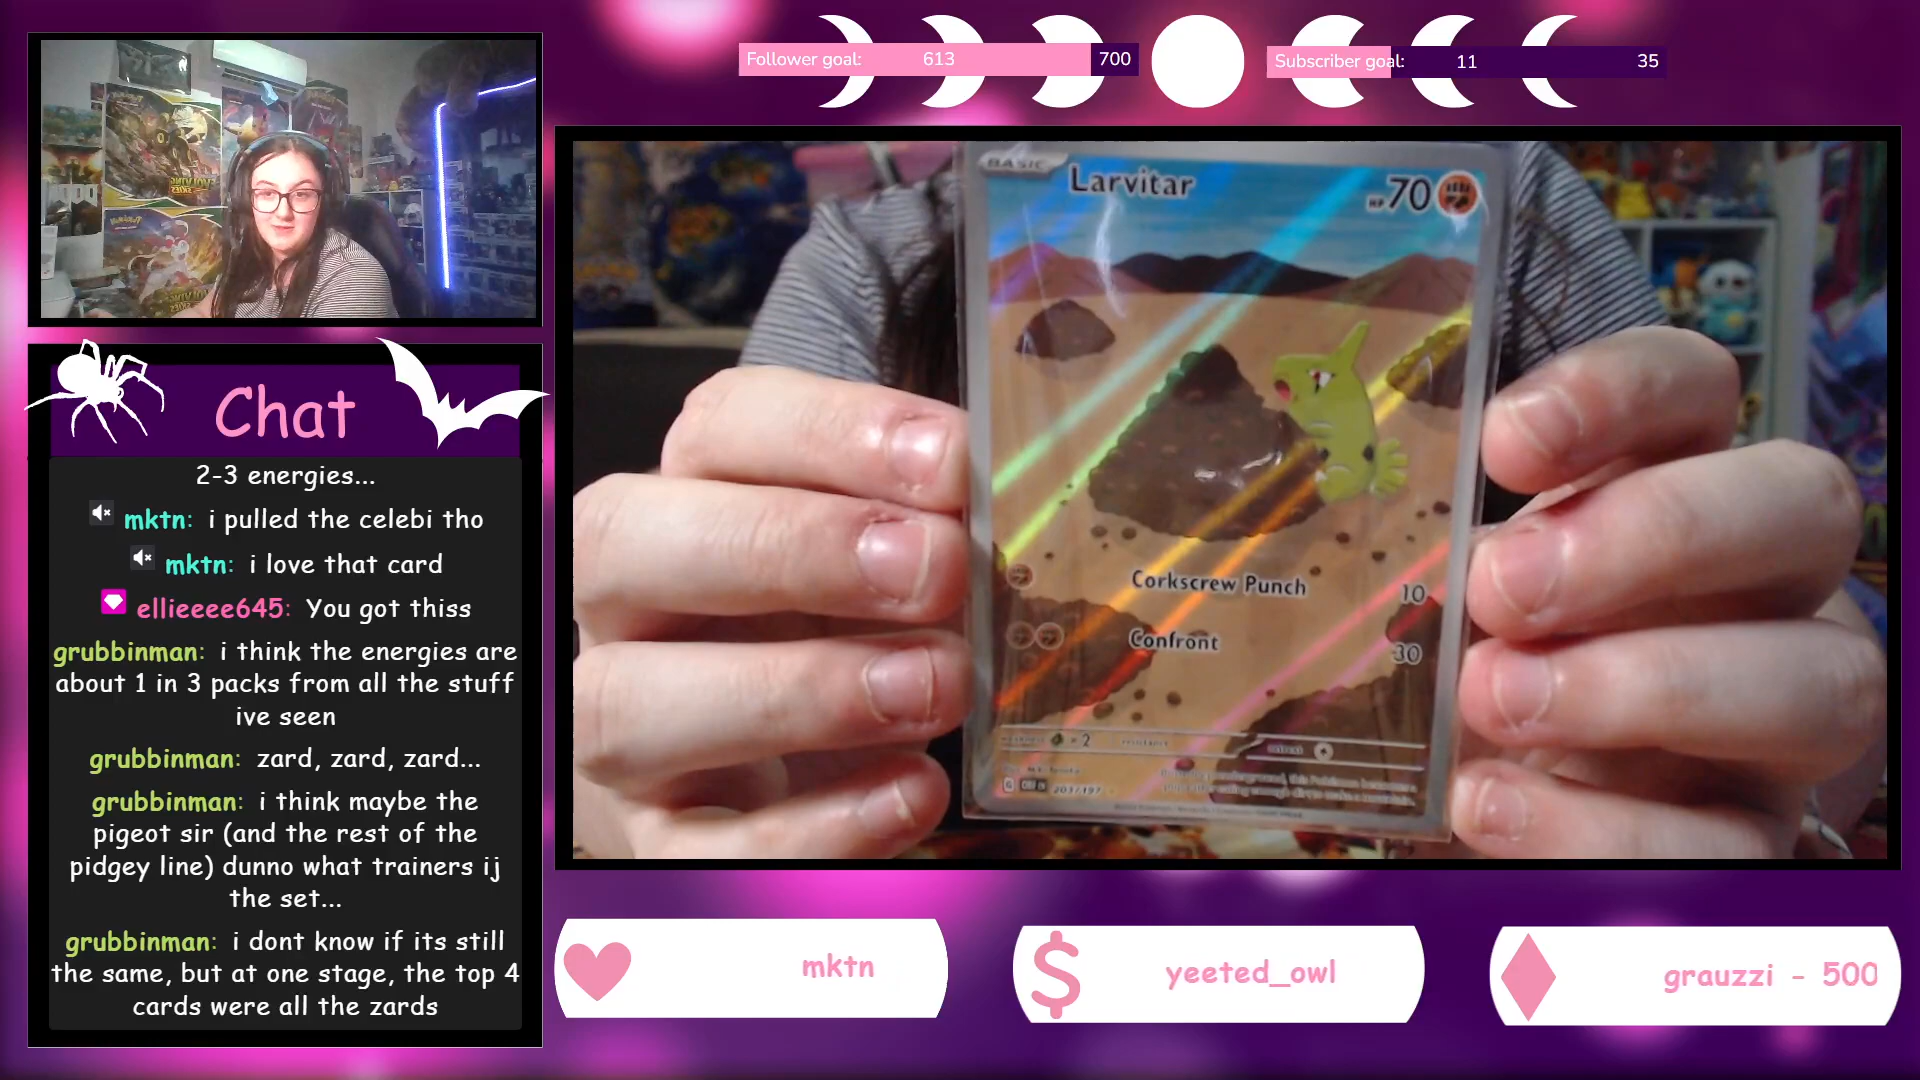 Follower goal: 613 700
Subscriber goal: 11 35
BASIC
Larvitar
HP 70
Corkscrew Punch 10
Confront 30
×2
203/197
Chat
2-3 energies...
mktn: i pulled the celebi tho
mktn: i love that card
ellieeee645: You got thiss
grubbinman: i think the energies are
about 1 in 3 packs from all the stuff
ive seen
grubbinman: zard, zard, zard...
grubbinman: i think maybe the
pigeot sir (and the rest of the
pidgey line) dunno what trainers ij
the set...
grubbinman: i dont know if its still
the same, but at one stage, the top 4
cards were all the zards
mktn
yeeted_owl
grauzzi - 500